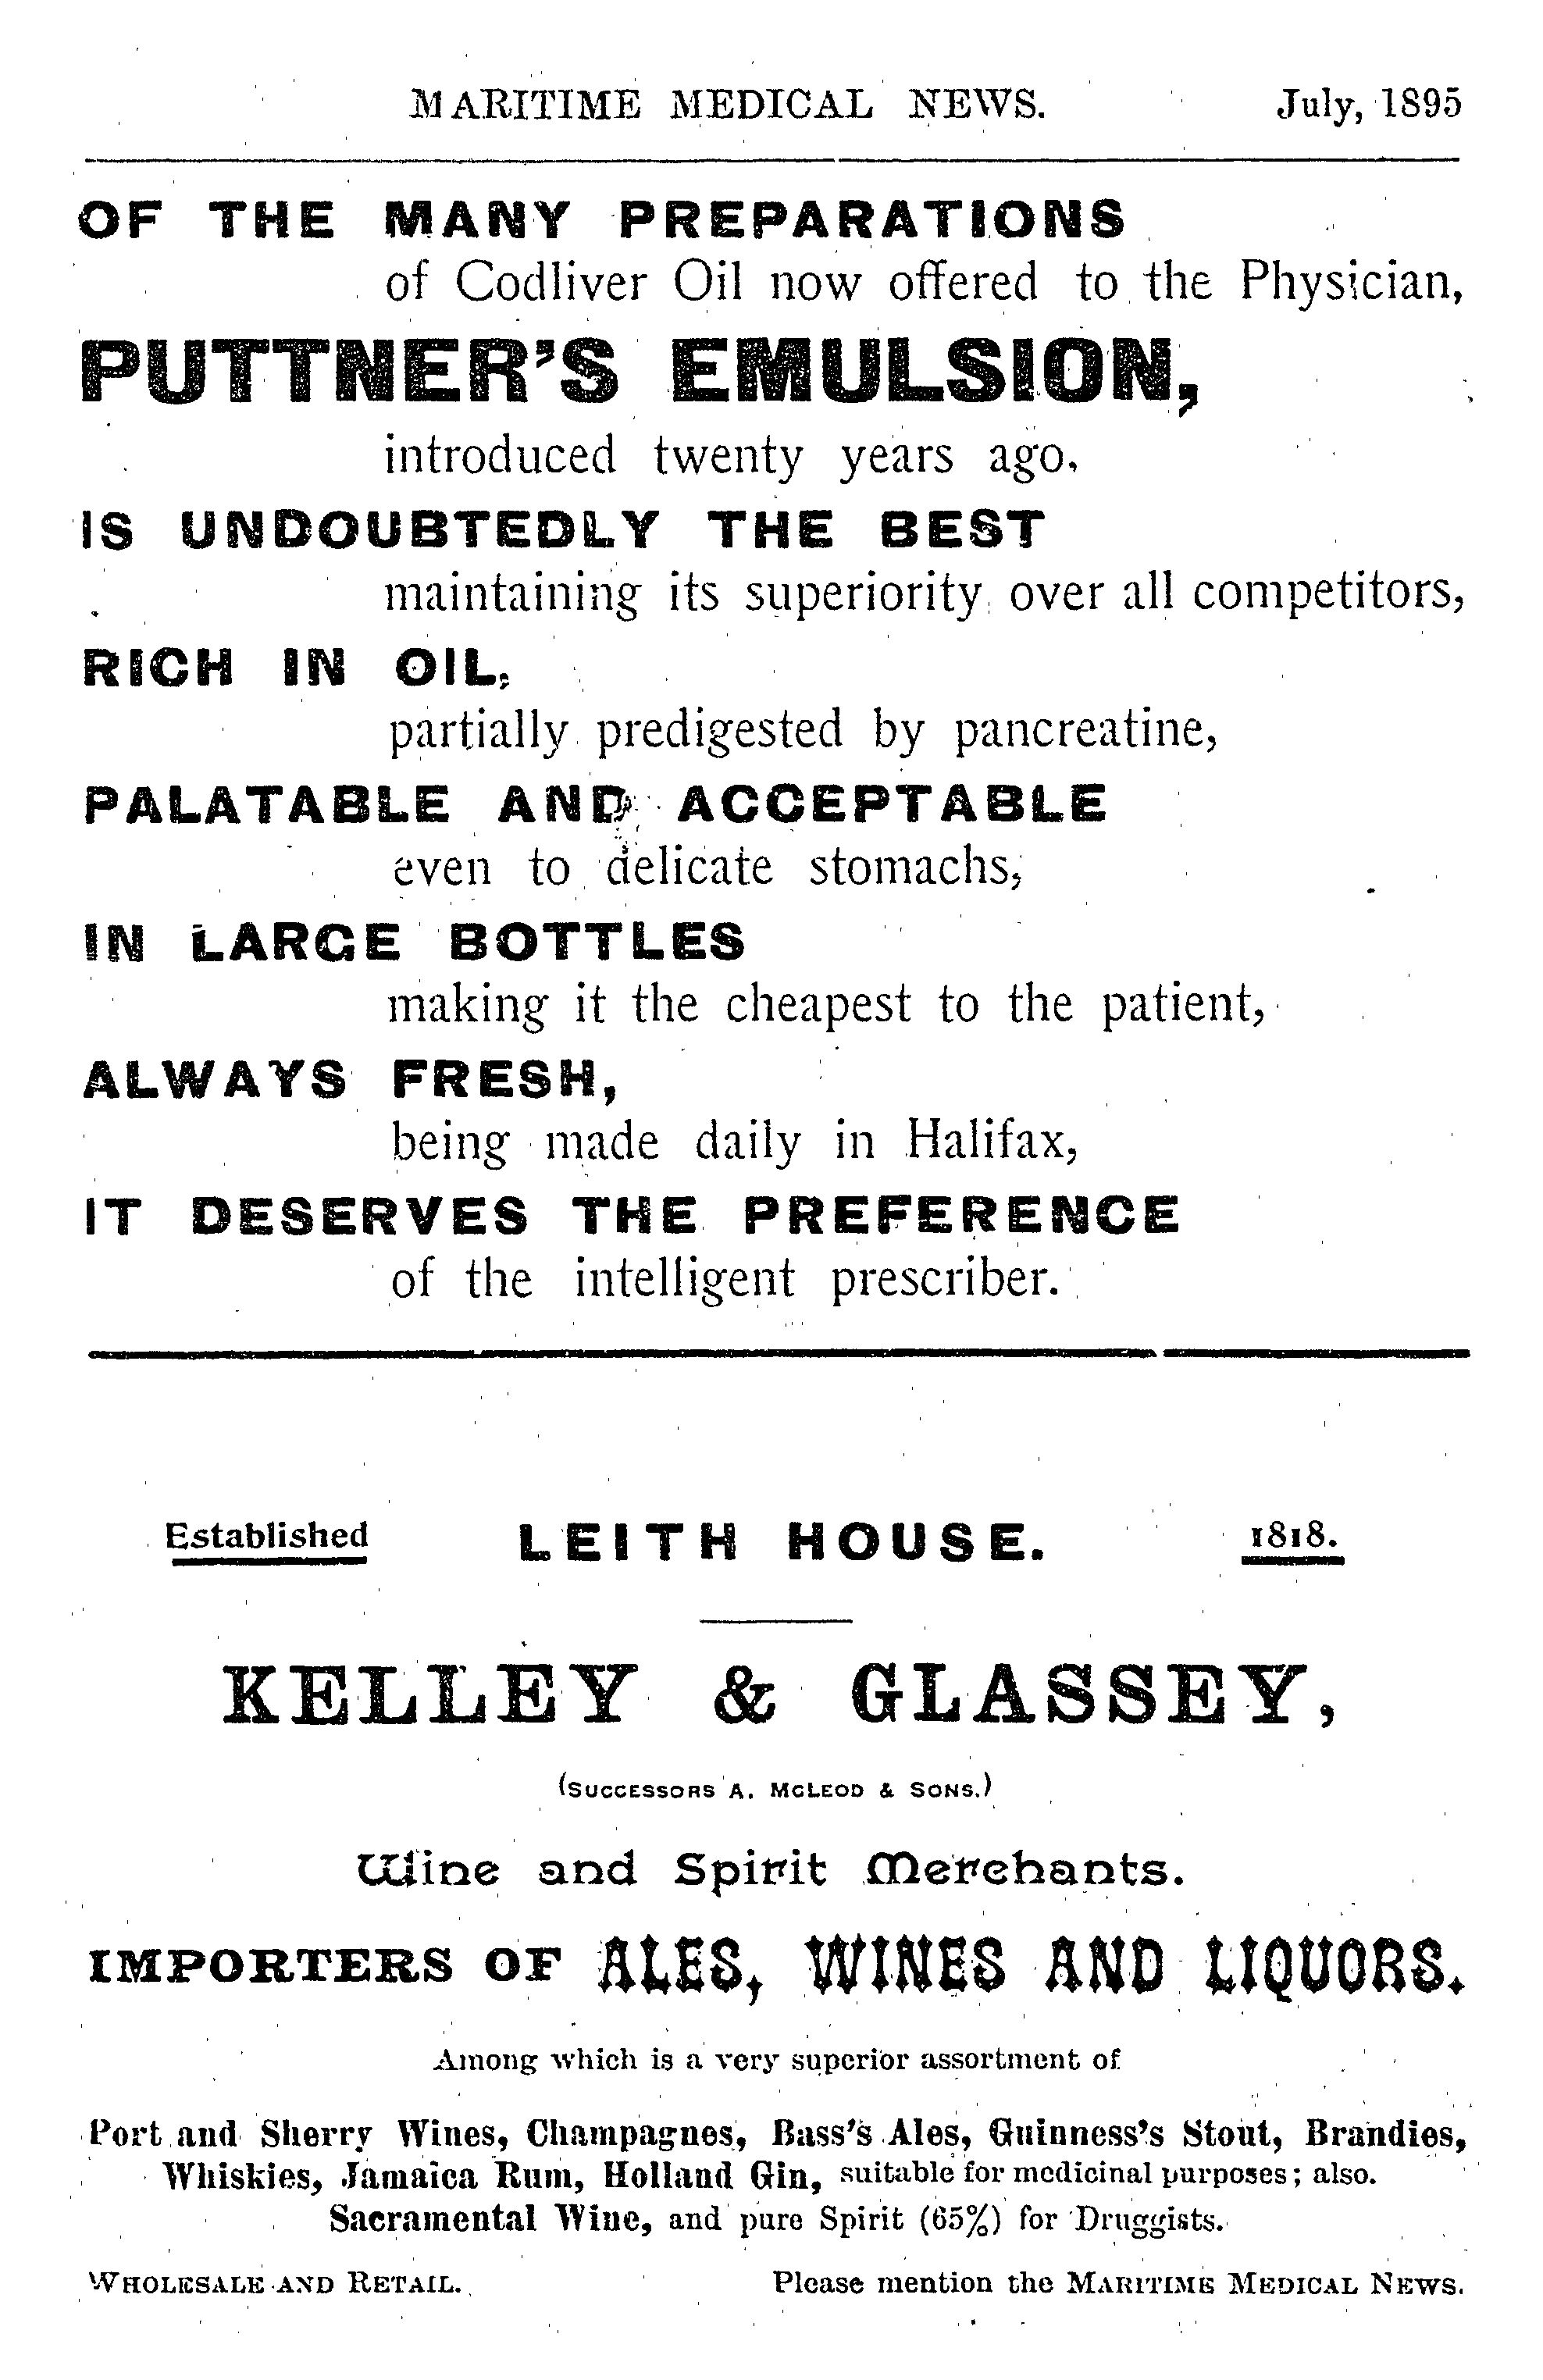 MARITIME MEDICAL NEWS. July, 1895
OF THE MANY PREPARATIONS
of Codliver Oil now offered to the Physician,
PUTTNER'S EMULSION,
introduced twenty years ago,
IS UNDOUBTEDLY THE BEST
maintaining its superiority over all competitors,
RICH IN OIL,
partially predigested by pancreatine,
PALATABLE AND ACCEPTABLE
even to delicate stomachs,
IN LARGE BOTTLES
making it the cheapest to the patient,
ALWAYS FRESH,
being made daily in Halifax,
IT DESERVES THE PREFERENCE
of the intelligent prescriber.
Established LEITH HOUSE. 1818.
KELLEY & GLASSEY,
(SUCCESSORS A. MCLEOD & SONS.)
Wine and Spirit Merchants.
IMPORTERS OF ALES, WINES AND LIQUORS.
Among which is a very superior assortment of
Port and Sherry Wines, Champagnes, Bass's Ales, Guinness's Stout, Brandies,
Whiskies, Jamaica Rum, Holland Gin, suitable for medicinal purposes; also.
Sacramental Wine, and pure Spirit (65%) for Druggists.
WHOLESALE AND RETAIL. Please mention the MARITIME MEDICAL NEWS.